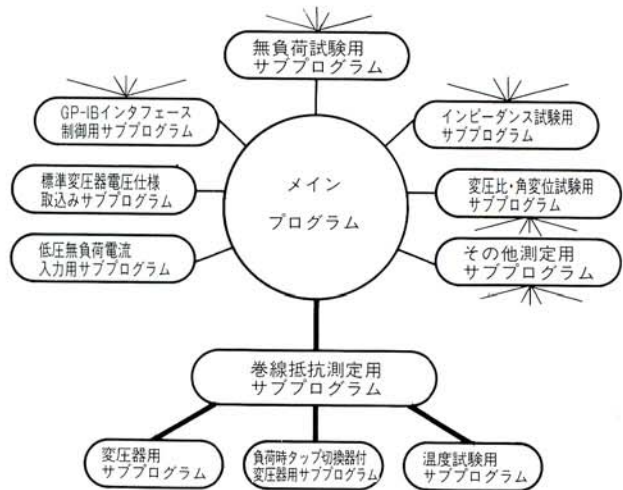 無負荷試験用
サブプログラム
GP-IBインタフェース
制御用サブプログラム
インピーダンス試験用
サブプログラム
標準変圧器電圧仕様
取込みサブプログラム
メイン
プログラム
変圧比・角変位試験用
サブプログラム
低圧無負荷電流
入力用サブプログラム
その他測定用
サブプログラム
巻線抵抗測定用
サブプログラム
変圧器用
サブプログラム
負荷時タップ切換器付
変圧器用サブプログラム
温度試験用
サブプログラム